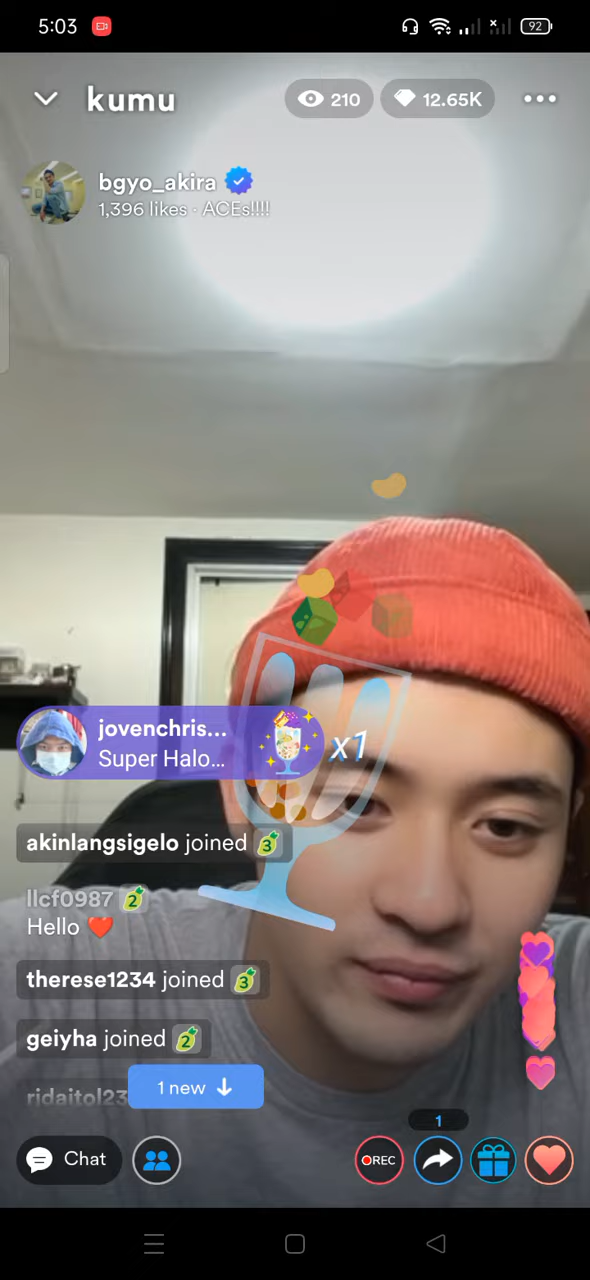 5:03
92
kumu
210
12.65K
bgyo_akira
1,396 likes · ACEs!!!!
jovenchris...
Super Halo...
x1
akinlangsigelo joined 3
llcf0987 2
Hello ❤️
therese1234 joined 3
geiyha joined 2
ridaitol23
1 new ↓
1
Chat
REC